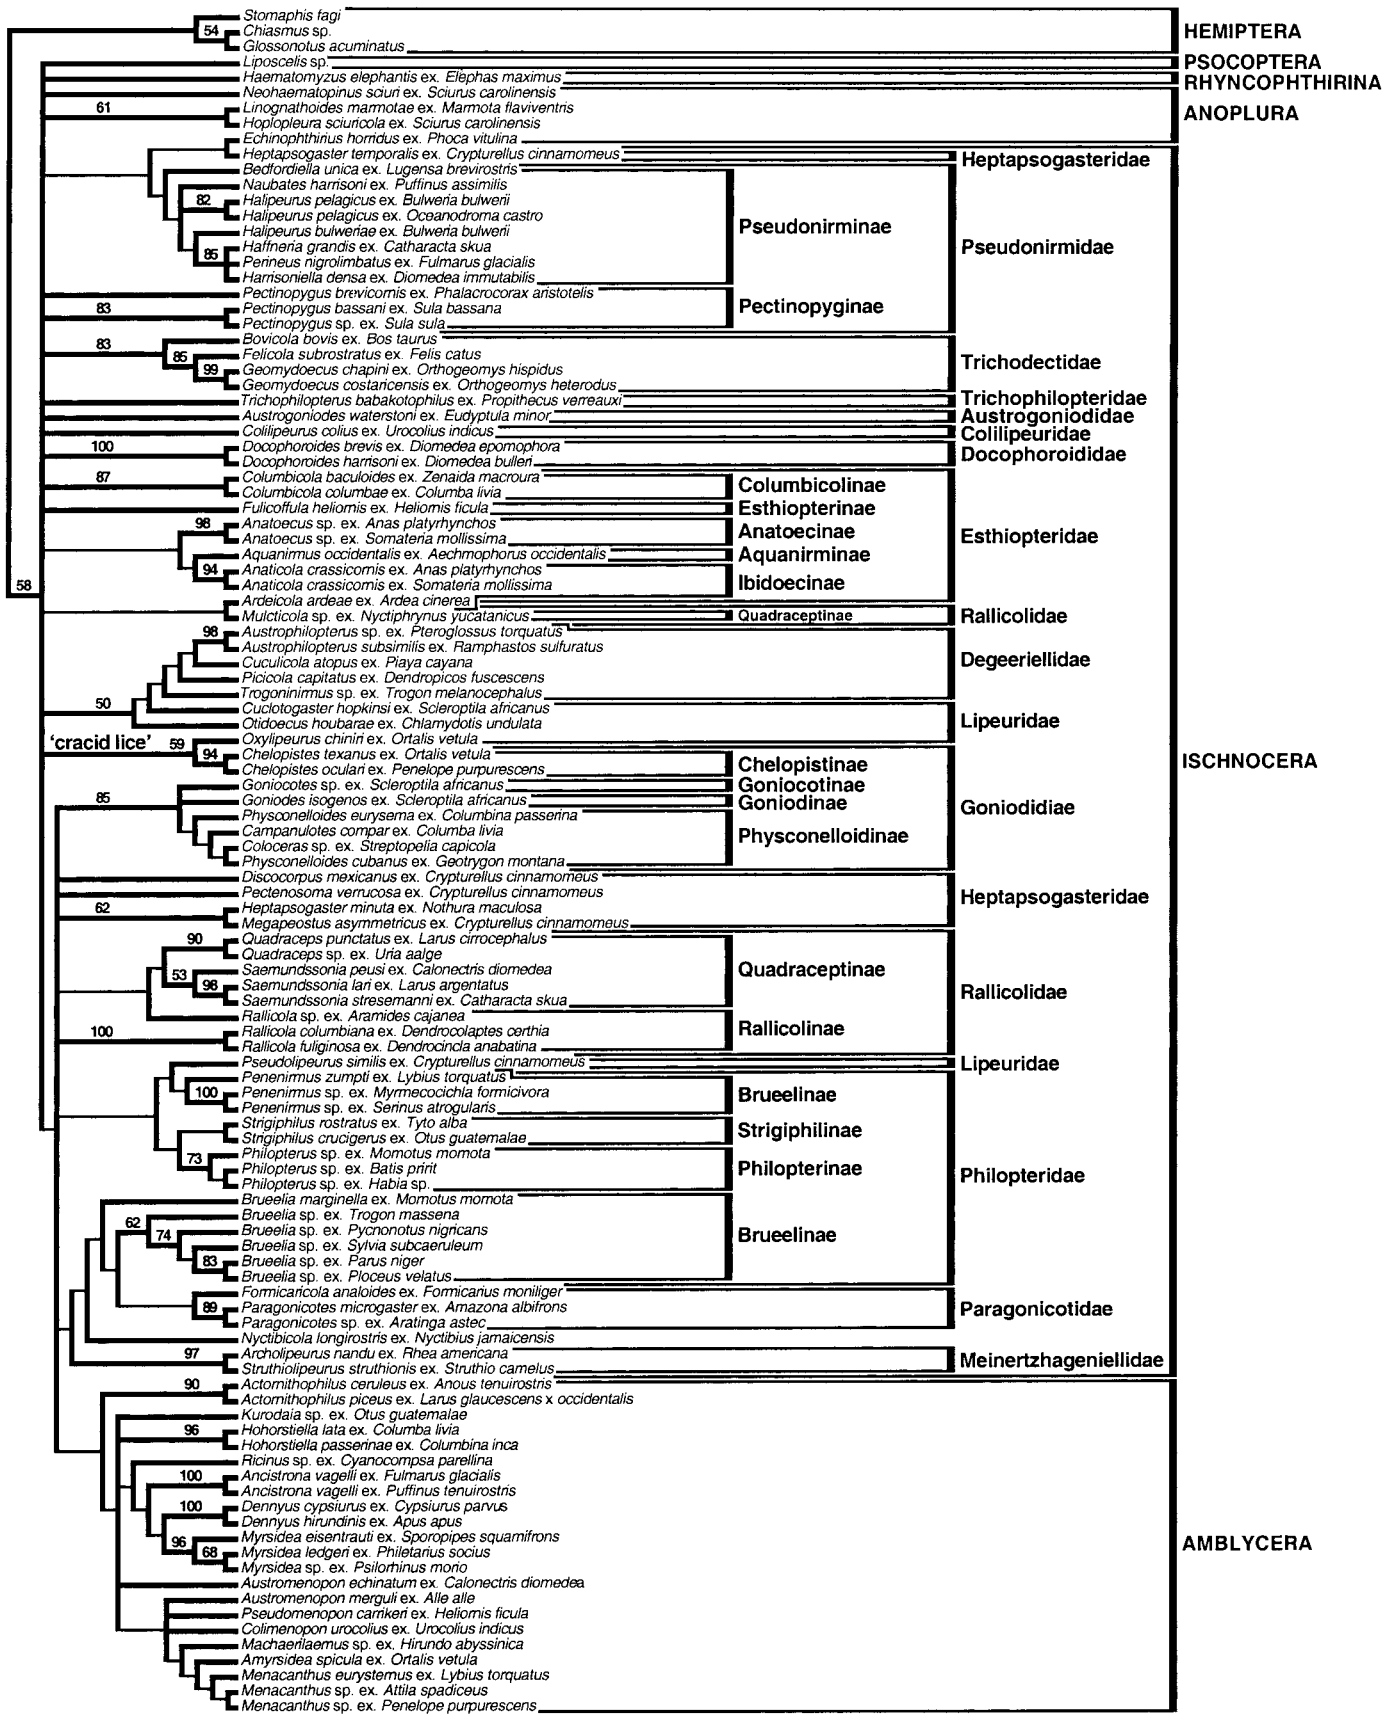 Stomaphis fagi
54
Chiasmus sp.
HEMIPTERA
Glossonotus acuminatus
Liposcelis sp.
PSOCOPTERA
Haematomyzus elephantis ex. Elephas maximus
RHYNCOPHTHIRINA
Neohaematopinus sciuri ex. Sciurus carolinensis
61
Linognathoides marmotae ex. Marmota flaviventris
ANOPLURA
Hoplopleura sciuricola ex. Sciurus carolinensis
Echinophthirius horridus ex. Phoca vitulina
Heptapsogaster temporalis ex. Crypturellus cinnamomeus
Heptapsogasteridae
Bedfordiella unica ex. Lugensa brevirostris
Naubates harrisoni ex. Puffinus assimilis
82
Halipeurus pelagicus ex. Bulweria bulwerii
Halipeurus pelagicus ex. Oceanodroma castro
Pseudonirminae
Halipeurus bulweriae ex. Bulweria bulwerii
85
Haffneria grandis ex. Catharacta skua
Pseudonirmidae
Perineus nigrolimbatus ex. Fulmarus glacialis
Harrisoniella densa ex. Diomedea immutabilis
Pectinopygus brevicornis ex. Phalacrocorax aristotelis
83
Pectinopygus bassani ex. Sula bassana
Pectinopyginae
Pectinopygus sp. ex. Sula sula
83
Bovicola bovis ex. Bos taurus
85
Felicola subrostratus ex. Felis catus
Trichodectidae
99
Geomydoecus chapini ex. Orthogeomys hispidus
Geomydoecus costaricensis ex. Orthogeomys heterodus
Trichophilopterus babakotophilus ex. Propithecus verreauxi
Trichophilopteridae
Austrogoniodes waterstoni ex. Eudyptula minor
Austrogoniodidae
Colilipeurus colius ex. Urocolius indicus
Colilipeuridae
100
Docophoroides brevis ex. Diomedea epomophora
Docophoroididae
Docophoroides harrisoni ex. Diomedea bulleri
87
Columbicola baculoides ex. Zenaida macroura
Columbicolinae
Columbicola columbae ex. Columba livia
Fulicoffula heliornis ex. Heliornis ficula
Esthiopterinae
98
Anatoecus sp. ex. Anas platyrhynchos
Anatoecinae
Esthiopteridae
Anatoecus sp. ex. Somateria mollissima
Aquanirmus occidentalis ex. Aechmophorus occidentalis
Aquanirminae
94
Anaticola crassicornis ex. Anas platyrhynchos
Ibidoecinae
58
Anaticola crassicornis ex. Somateria mollissima
Ardeicola ardeae ex. Ardea cinerea
Multicola sp. ex. Nyctiphrynus yucatanicus
Quadraceptinae
Rallicolidae
98
Austrophilopterus sp. ex. Pteroglossus torquatus
Austrophilopterus subsimilis ex. Ramphastos sulfuratus
Cuculicola atopus ex. Piaya cayana
Degeeriellidae
Picicola capitatus ex. Dendropicos fuscescens
Trogoninirmus sp. ex. Trogon melanocephalus
50
Cuclotogaster hopkinsi ex. Scleroptila africanus
Lipeuridae
Otidoecus houbarae ex. Chlamydotis undulata
'cracid lice'
59
Oxylipeurus chiniri ex. Ortalis vetula
94
Chelopistes texanus ex. Ortalis vetula
Chelopistinae
ISCHNOCERA
Chelopistes oculari ex. Penelope purpurescens
Goniocotes sp. ex. Scleroptila africanus
Goniocotinae
85
Goniodes isogenos ex. Scleroptila africanus
Goniodinae
Goniodidiae
Physconelloides eurysema ex. Columbina passerina
Campanulotes compar ex. Columba livia
Physconelloidinae
Coloceras sp. ex. Streptopelia capicola
Physconelloides cubanus ex. Geotrygon montana
Discocorpus mexicanus ex. Crypturellus cinnamomeus
Pectenosoma verrucosa ex. Crypturellus cinnamomeus
Heptapsogasteridae
62
Heptapsogaster minuta ex. Nothura maculosa
Megapeostus asymmetricus ex. Crypturellus cinnamomeus
90
Quadraceps punctatus ex. Larus cirrocephalus
Quadraceps sp. ex. Uria aalge
53
Saemundssonia peusi ex. Calonectris diomedea
Quadraceptinae
98
Saemundssonia lari ex. Larus argentatus
Rallicolidae
Saemundssonia stresemanni ex. Catharacta skua
Rallicola sp. ex. Aramides cajanea
100
Rallicola columbiana ex. Dendrocolaptes certhia
Rallicolinae
Rallicola fuliginosa ex. Dendrocincla anabatina
Pseudolipeurus similis ex. Crypturellus cinnamomeus
Lipeuridae
Penenirmus zumpti ex. Lybius torquatus
100
Penenirmus sp. ex. Myrmecocichla formicivora
Brueelinae
Penenirmus sp. ex. Serinus atrogularis
Strigiphilus rostratus ex. Tyto alba
Strigiphilinae
Strigiphilus crucigerus ex. Otus guatemalae
73
Philopterus sp. ex. Momotus momota
Philopterinae
Philopterus sp. ex. Batis pririt
Philopteridae
Philopterus sp. ex. Habia sp.
Brueelia marginella ex. Momotus momota
62
Brueelia sp. ex. Trogon massena
74
Brueelia sp. ex. Pycnonotus nigricans
Brueelinae
Brueelia sp. ex. Sylvia subcaeruleum
83
Brueelia sp. ex. Parus niger
Brueelia sp. ex. Ploceus velatus
Formicaricola analoides ex. Formicarius moniliger
89
Paragonicotes microgaster ex. Amazona albifrons
Paragonicotidae
Paragonicotes sp. ex. Aratinga astec
Nyctibicola longirostris ex. Nyctibius jamaicensis
97
Archolipeurus nandu ex. Rhea americana
Meinertzhageniellidae
Struthiolipeurus struthionis ex. Struthio camelus
90
Actornithophilus ceruleus ex. Anous tenuirostris
Actornithophilus piceus ex. Larus glaucescens x occidentalis
Kurodaia sp. ex. Otus guatemalae
96
Hohorstiella lata ex. Columba livia
Hohorstiella passerinae ex. Columbina inca
Ricinus sp. ex. Cyanocompsa parellina
100
Ancistrona vagelli ex. Fulmarus glacialis
Ancistrona vagelli ex. Puffinus tenuirostris
100
Dennyus cypsiurus ex. Cypsiurus parvus
Dennyus hirundinis ex. Apus apus
96
Myrsidea eisentrauti ex. Sporopipes squamifrons
AMBLYCERA
68
Myrsidea ledgeri ex. Philetarius socius
Myrsidea sp. ex. Psilorhinus morio
Austromenopon echinatum ex. Calonectris diomedea
Austromenopon merguli ex. Alle alle
Pseudomenopon carrikeri ex. Heliornis ficula
Colimenopon urocolius ex. Urocolius indicus
Machaerilaemus sp. ex. Hirundo abyssinica
Amyrsidea spicula ex. Ortalis vetula
Menacanthus eurysternus ex. Lybius torquatus
Menacanthus sp. ex. Attila spadiceus
Menacanthus sp. ex. Penelope purpurescens